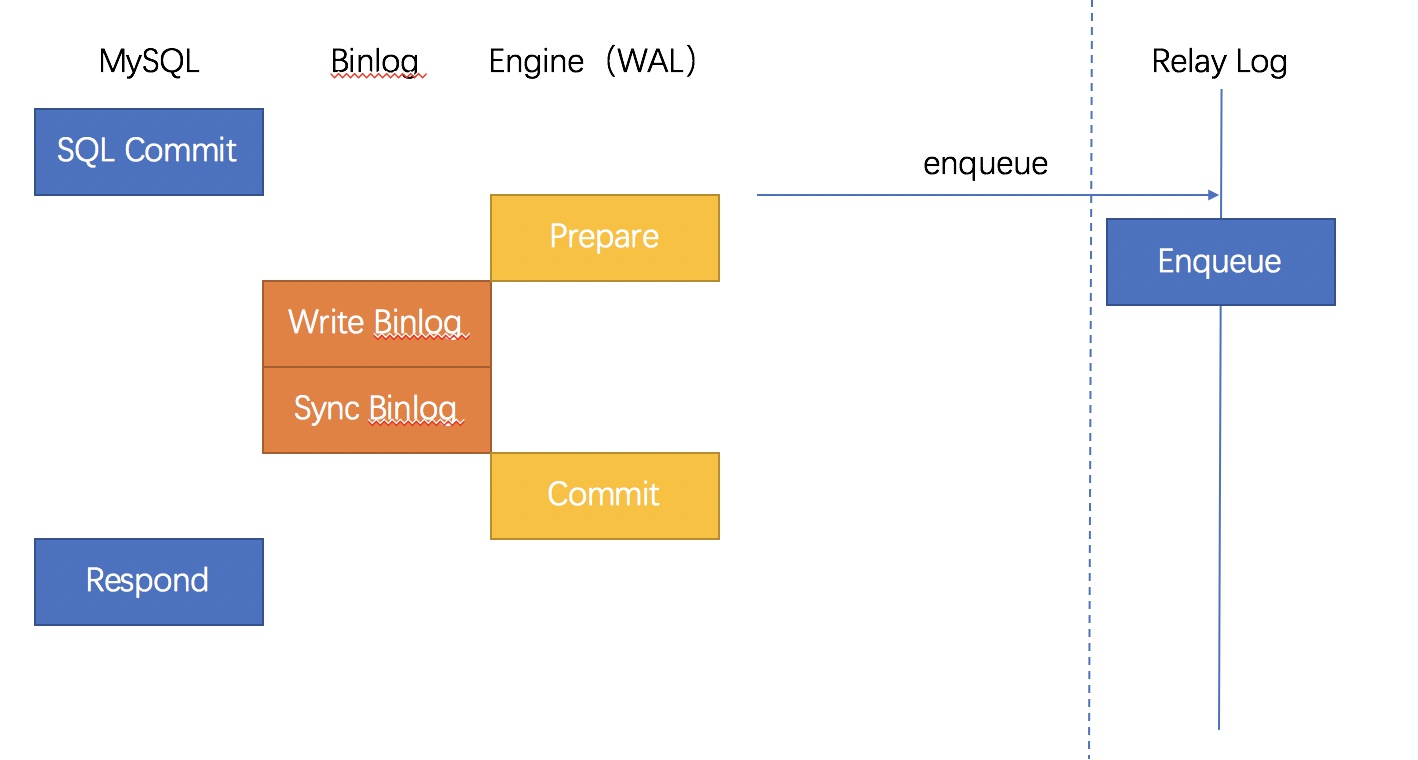 MySQL
Binlog
Engine（WAL）
Relay Log
SQL Commit
enqueue
Prepare
Enqueue
Write Binlog
Sync Binlog
Commit
Respond